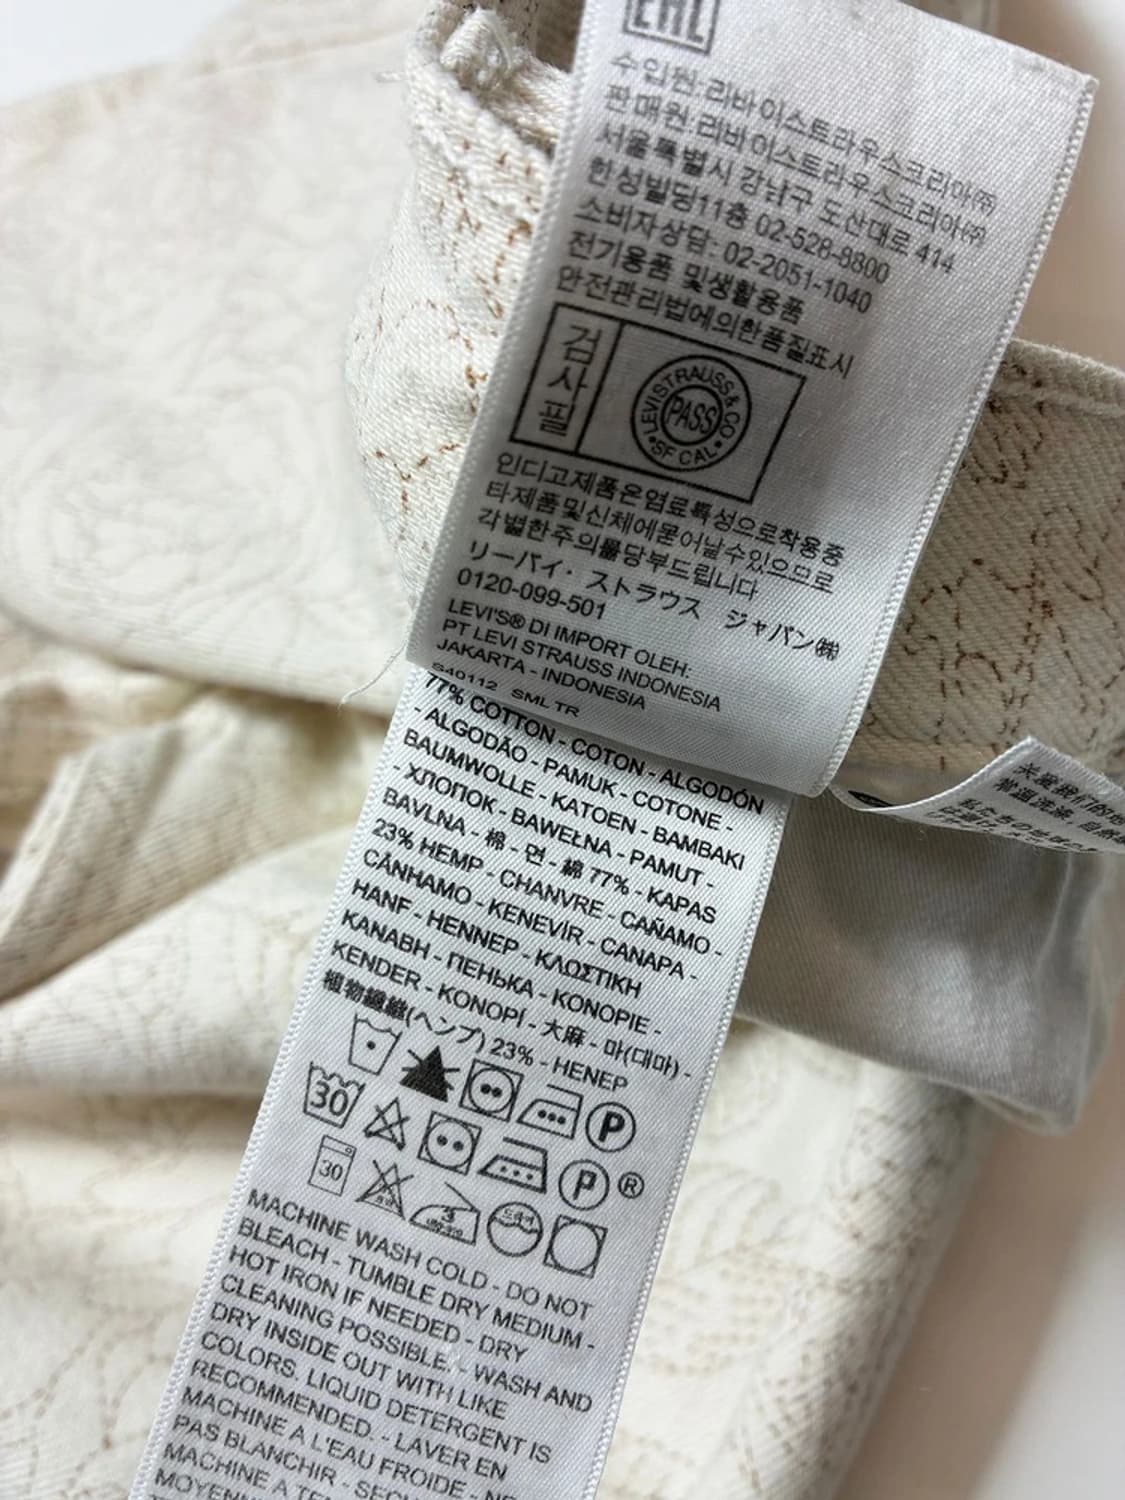 EAC
수입원:리바이스트라우스코리아(주)
판매원:리바이스트라우스코리아(주)
서울특별시 강남구 도산대로 414
한성빌딩11층 02-528-8800
소비자상담: 02-2051-1040
전기용품 및생활용품
안전관리법에의한품질표시
검사필
LEVI STRAUSS & CO
PASS
SF CAL
인디고제품은염료특성으로착용중
타제품및신체에묻어날수있으므로
각별한주의를당부드립니다
リーバイ・ストラウス ジャパン㈱
0120-099-501
LEVI'S® DI IMPORT OLEH:
PT LEVI STRAUSS INDONESIA
JAKARTA - INDONESIA
S40112 SML TR
77% COTTON - COTON - ALGODÓN
- ALGODÃO - PAMUK - COTONE -
BAUMWOLLE - KATOEN - ΒΑΜΒΑΚΙ
- ХЛОПОК - BAWEŁNA - PAMUT -
BAVLNA - 棉 - 면 - 綿 77% - KAPAS
23% HEMP - CHANVRE - CAÑAMO -
CÂNHAMO - KENEVİR - CANAPA -
HANF - HENNEP - ΚΛΩΣΤΙΚΗ
ΚΑΝΑΒΗ - ПЕНЬКА - KONOPIE -
KENDER - KONOPÍ - 大麻 - 마(대마) -
植物繊維(ヘンプ) 23% - HENEP
P
30 P ®
30 3
MACHINE WASH COLD - DO NOT
BLEACH - TUMBLE DRY MEDIUM -
HOT IRON IF NEEDED - DRY
CLEANING POSSIBLE. - WASH AND
DRY INSIDE OUT WITH LIKE
COLORS. LIQUID DETERGENT IS
RECOMMENDED. - LAVER EN
MACHINE À L'EAU FROIDE - NE
PAS BLANCHIR - SÉCH
MACHINE À TE
MOYENN